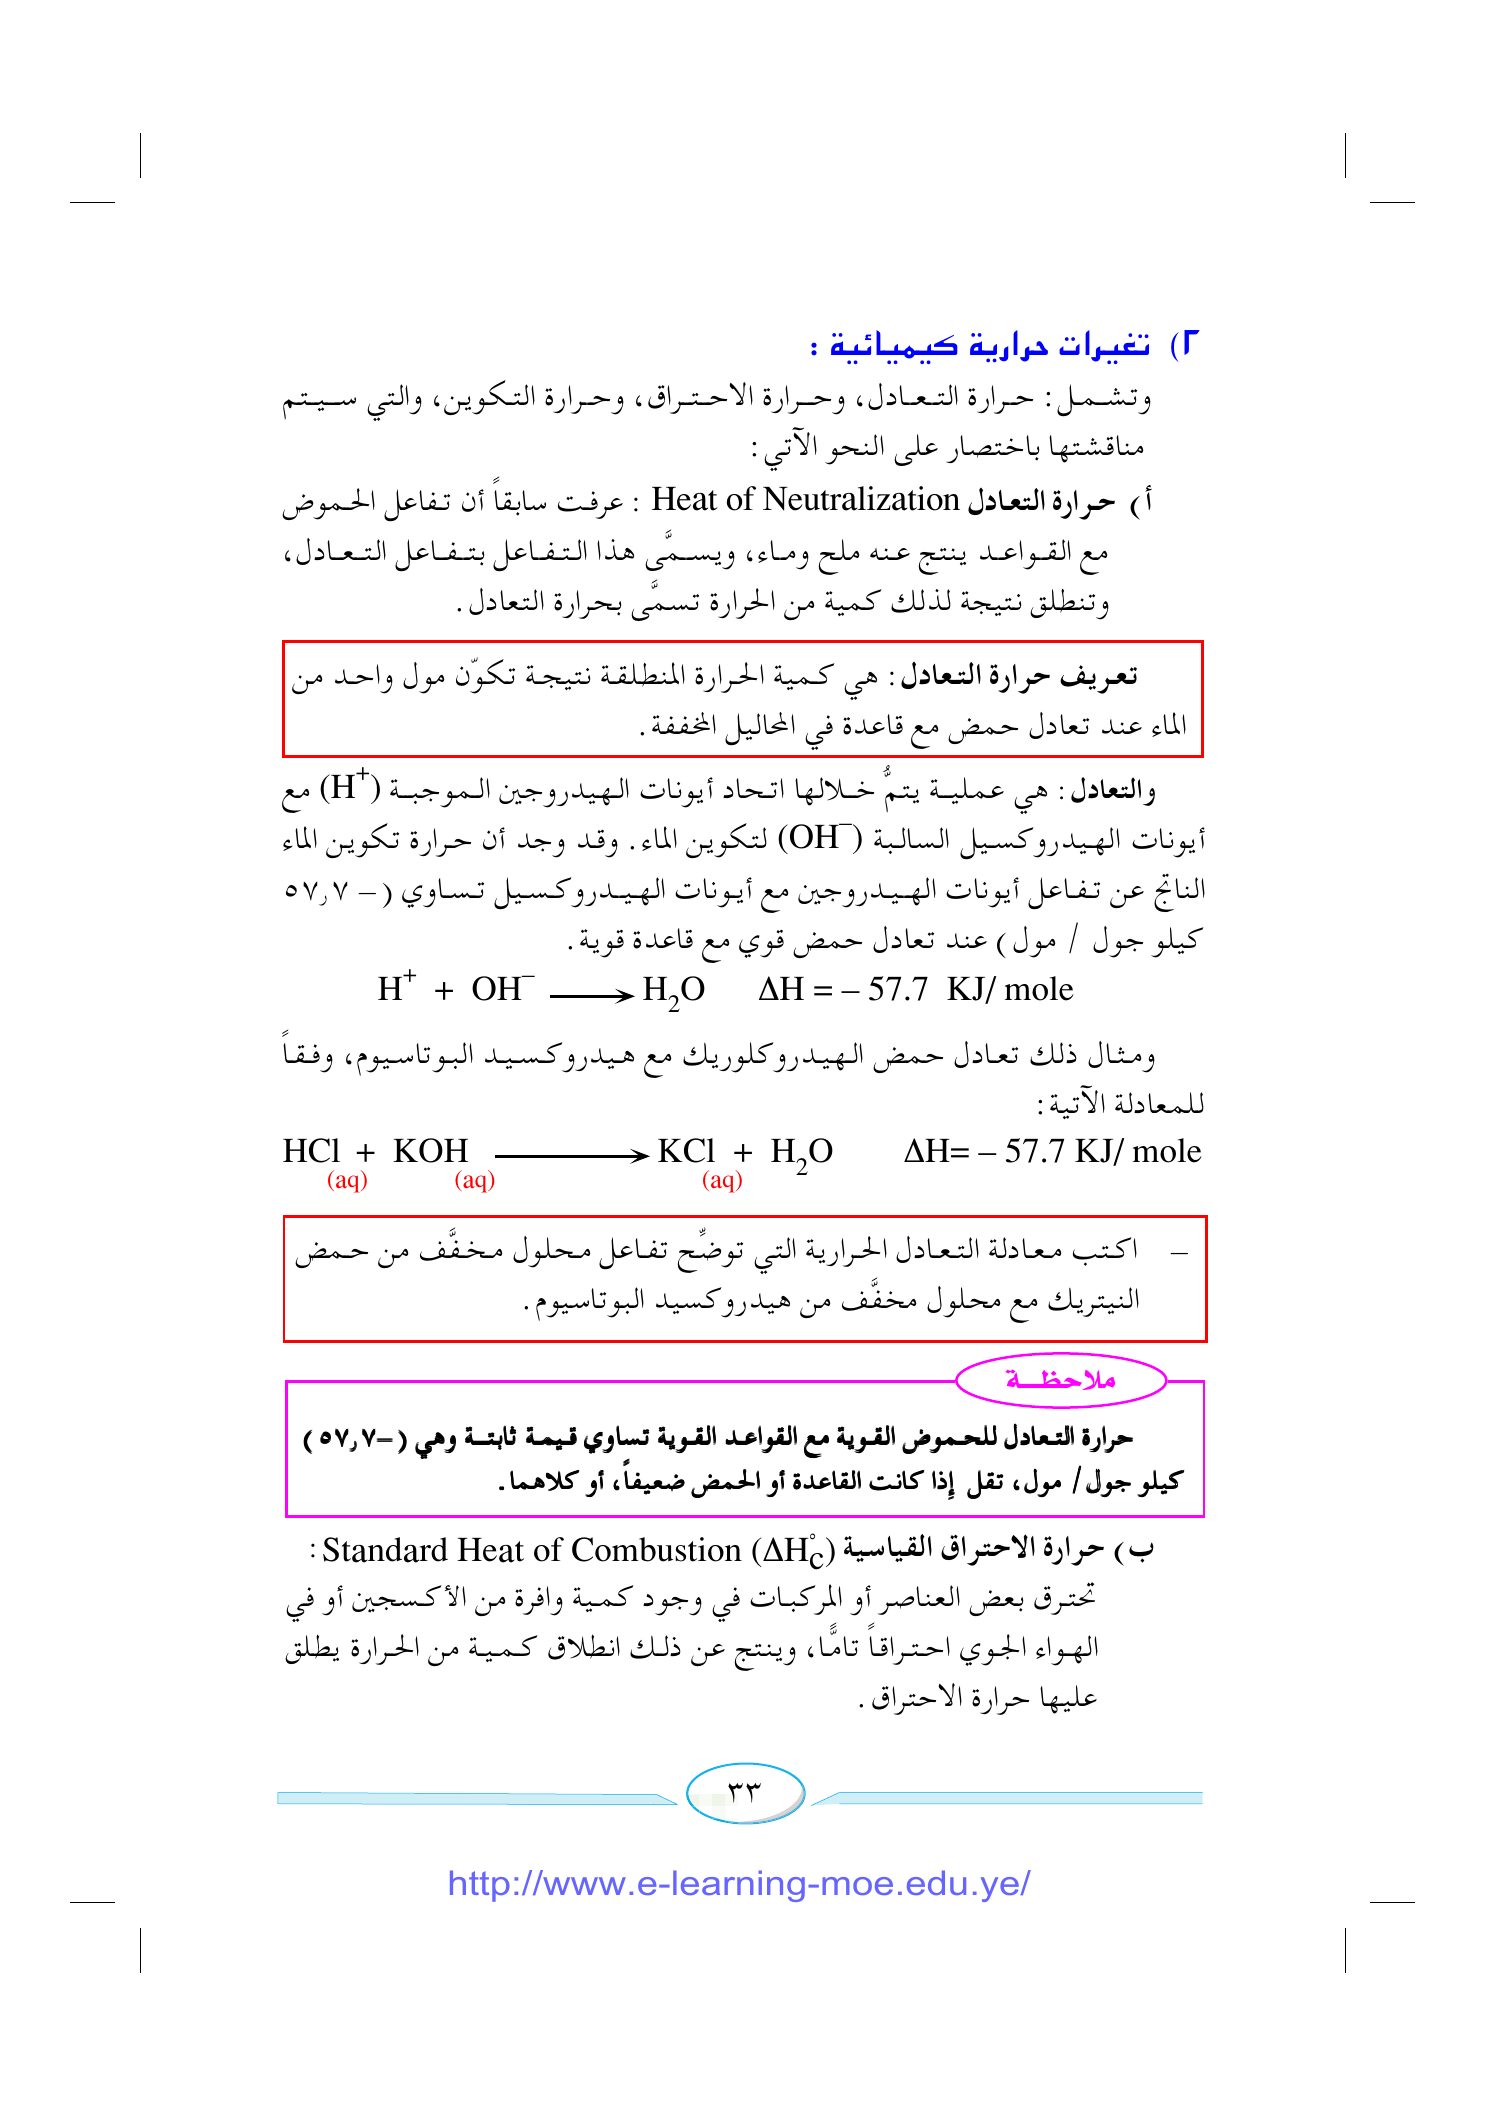 ٢) تغيرات حرارية كيميائية :
وتشمل: حرارة التعادل، وحرارة الاحتراق، وحرارة التكوين، والتي سيتم
مناقشتها باختصار على النحو الآتي:
أ) حرارة التعادل Heat of Neutralization : عرفت سابقاً أن تفاعل الحموض
مع القواعد ينتج عنه ملح وماء، ويسمَّى هذا التفاعل بتفاعل التعادل،
وتنطلق نتيجة لذلك كمية من الحرارة تسمَّى بحرارة التعادل.
تعريف حرارة التعادل: هي كمية الحرارة المنطلقة نتيجة تكوّن مول واحد من
الماء عند تعادل حمض مع قاعدة في المحاليل المخففة.
والتعادل: هي عملية يتمُّ خلالها اتحاد أيونات الهيدروجين الموجبة (H⁺) مع
أيونات الهيدروكسيل السالبة (OH⁻) لتكوين الماء. وقد وجد أن حرارة تكوين الماء
الناتج عن تفاعل أيونات الهيدروجين مع أيونات الهيدروكسيل تساوي (– ٥٧٫٧
كيلو جول / مول) عند تعادل حمض قوي مع قاعدة قوية.
H⁺ + OH⁻ ⟶ H₂O ΔH = – 57.7 KJ/ mole
ومثال ذلك تعادل حمض الهيدروكلوريك مع هيدروكسيد البوتاسيوم، وفقاً
للمعادلة الآتية:
HCl (aq) + KOH (aq) ⟶ KCl (aq) + H₂O ΔH= – 57.7 KJ/ mole
– اكتب معادلة التعادل الحرارية التي توضِّح تفاعل محلول مخفَّف من حمض
النيتريك مع محلول مخفَّف من هيدروكسيد البوتاسيوم.
ملاحظة
حرارة التعادل للحموض القوية مع القواعد القوية تساوي قيمة ثابتة وهي (–٥٧٫٧)
كيلو جول/ مول، تقل إذا كانت القاعدة أو الحمض ضعيفاً، أو كلاهما.
ب) حرارة الاحتراق القياسية Standard Heat of Combustion (ΔH°c) :
تحترق بعض العناصر أو المركبات في وجود كمية وافرة من الأكسجين أو في
الهواء الجوي احتراقاً تامًّا، وينتج عن ذلك انطلاق كمية من الحرارة يطلق
عليها حرارة الاحتراق.
٣٣
http://www.e-learning-moe.edu.ye/